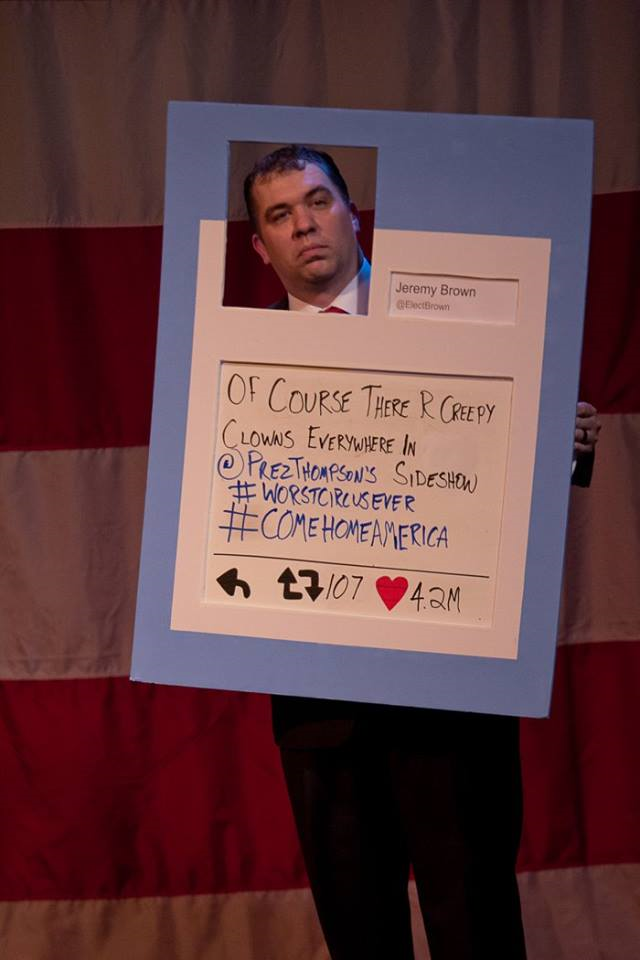 Jeremy Brown
@ElectBrown
OF COURSE THERE R CREEPY
CLOWNS EVERYWHERE IN
@PREZTHOMPSON'S SIDESHOW
#WORSTCIRCUSEVER
#COMEHOMEAMERICA
107 4.2M